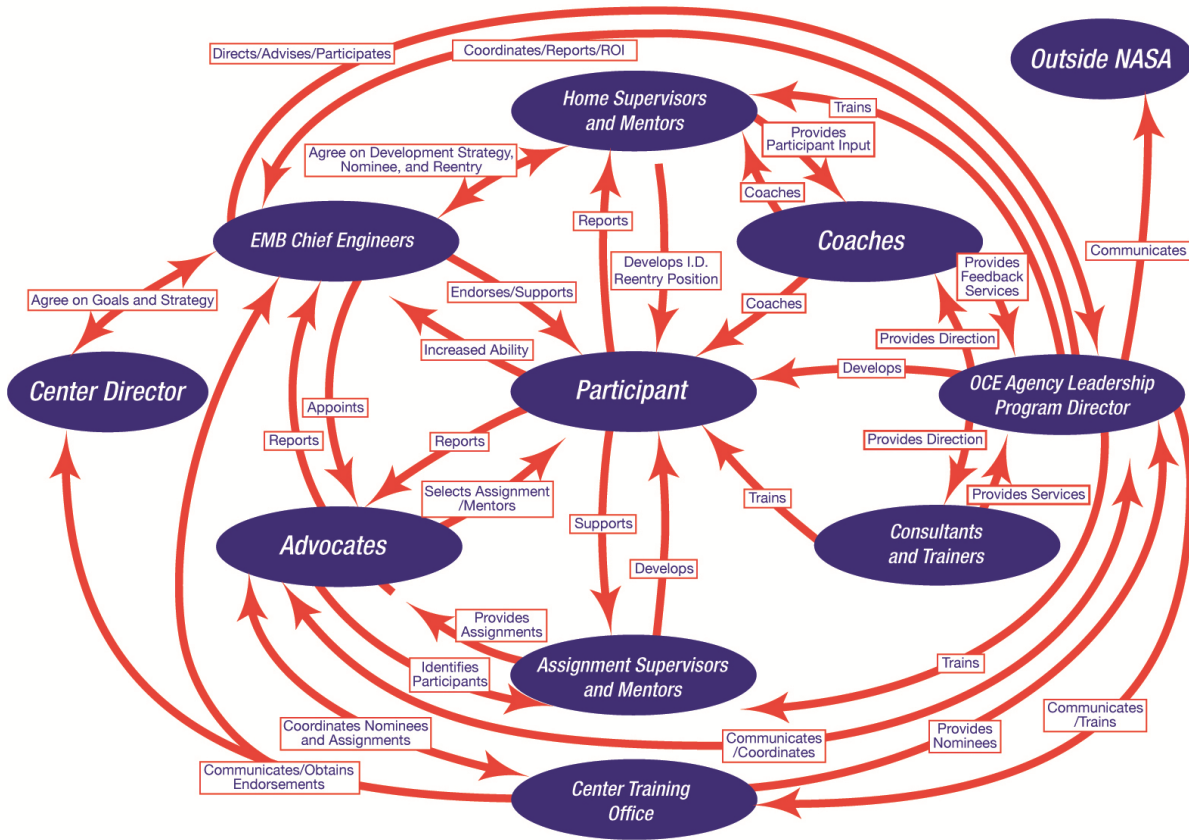 Directs/Advises/Participates
Coordinates/Reports/ROI
Outside NASA
Home Supervisors
and Mentors
Trains
Provides
Participant Input
Agree on Development Strategy,
Nominee, and Reentry
Coaches
Reports
EMB Chief Engineers
Coaches
Communicates
Develops I.D.
Reentry Position
Provides
Feedback
Services
Agree on Goals and Strategy
Endorses/Supports
Coaches
Provides Direction
Increased Ability
Center Director
Participant
Develops
OCE Agency Leadership
Program Director
Appoints
Reports
Reports
Provides Direction
Selects Assignment
/Mentors
Trains
Provides Services
Supports
Advocates
Consultants
and Trainers
Develops
Provides
Assignments
Identifies
Participants
Assignment Supervisors
and Mentors
Trains
Coordinates Nominees
and Assignments
Communicates
/Coordinates
Provides
Nominees
Communicates
/Trains
Communicates/Obtains
Endorsements
Center Training
Office